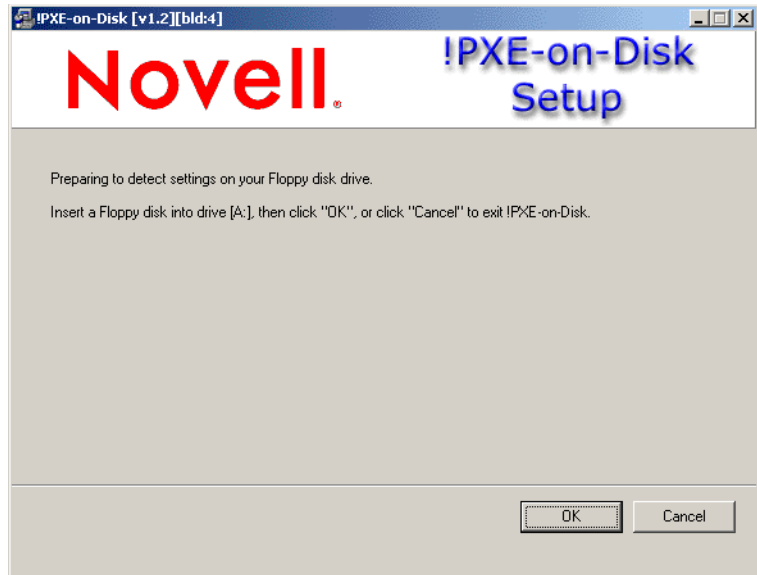 !PXE-on-Disk [v1.2][bld:4]
Novell®
!PXE-on-Disk
Setup
Preparing to detect settings on your Floppy disk drive.
Insert a Floppy disk into drive [A:], then click "OK", or click "Cancel" to exit !PXE-on-Disk.
OK
Cancel